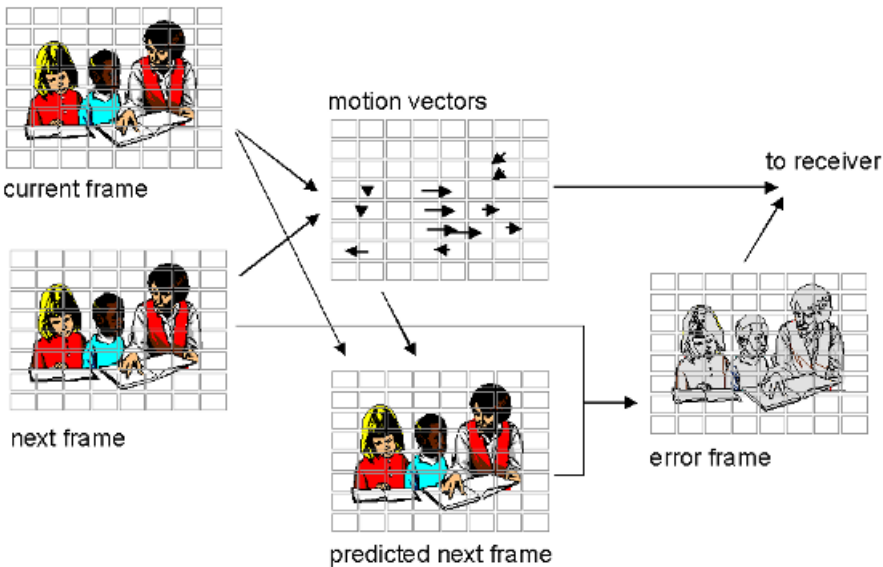 current frame
motion vectors
to receiver
next frame
error frame
predicted next frame